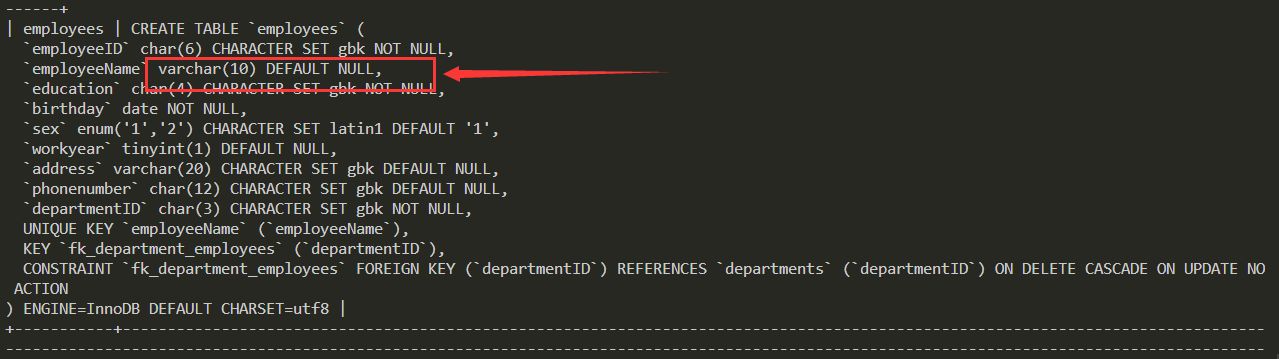 ------+
| employees | CREATE TABLE `employees` (
`employeeID` char(6) CHARACTER SET gbk NOT NULL,
`employeeName` varchar(10) DEFAULT NULL,
`education` char(4) CHARACTER SET gbk NOT NULL,
`birthday` date NOT NULL,
`sex` enum('1','2') CHARACTER SET latin1 DEFAULT '1',
`workyear` tinyint(1) DEFAULT NULL,
`address` varchar(20) CHARACTER SET gbk DEFAULT NULL,
`phonenumber` char(12) CHARACTER SET gbk DEFAULT NULL,
`departmentID` char(3) CHARACTER SET gbk NOT NULL,
UNIQUE KEY `employeeName` (`employeeName`),
KEY `fk_department_employees` (`departmentID`),
CONSTRAINT `fk_department_employees` FOREIGN KEY (`departmentID`) REFERENCES `departments` (`departmentID`) ON DELETE CASCADE ON UPDATE NO
ACTION
) ENGINE=InnoDB DEFAULT CHARSET=utf8 |
+-----------+------------------------------------------------------------------------------------------------------------------------------
-------------------------------------------------------------------------------------------------------------------------------------------